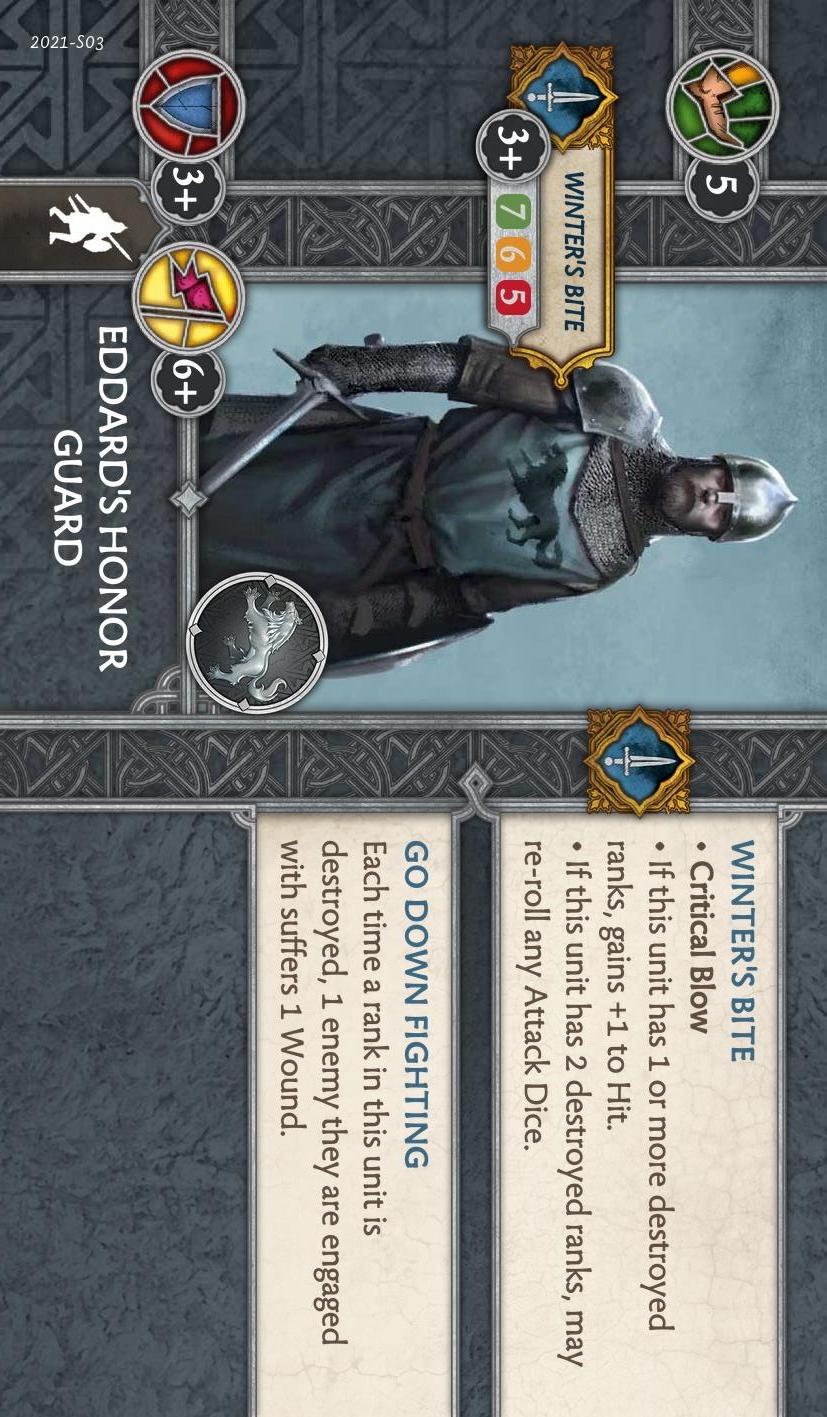 5
WINTER'S BITE
3+
7 6 5
3+
6+
EDDARD'S HONOR
GUARD
2021-S03
WINTER'S BITE
• Critical Blow
• If this unit has 1 or more destroyed
ranks, gains +1 to Hit.
• If this unit has 2 destroyed ranks, may
re-roll any Attack Dice.
GO DOWN FIGHTING
Each time a rank in this unit is
destroyed, 1 enemy they are engaged
with suffers 1 Wound.